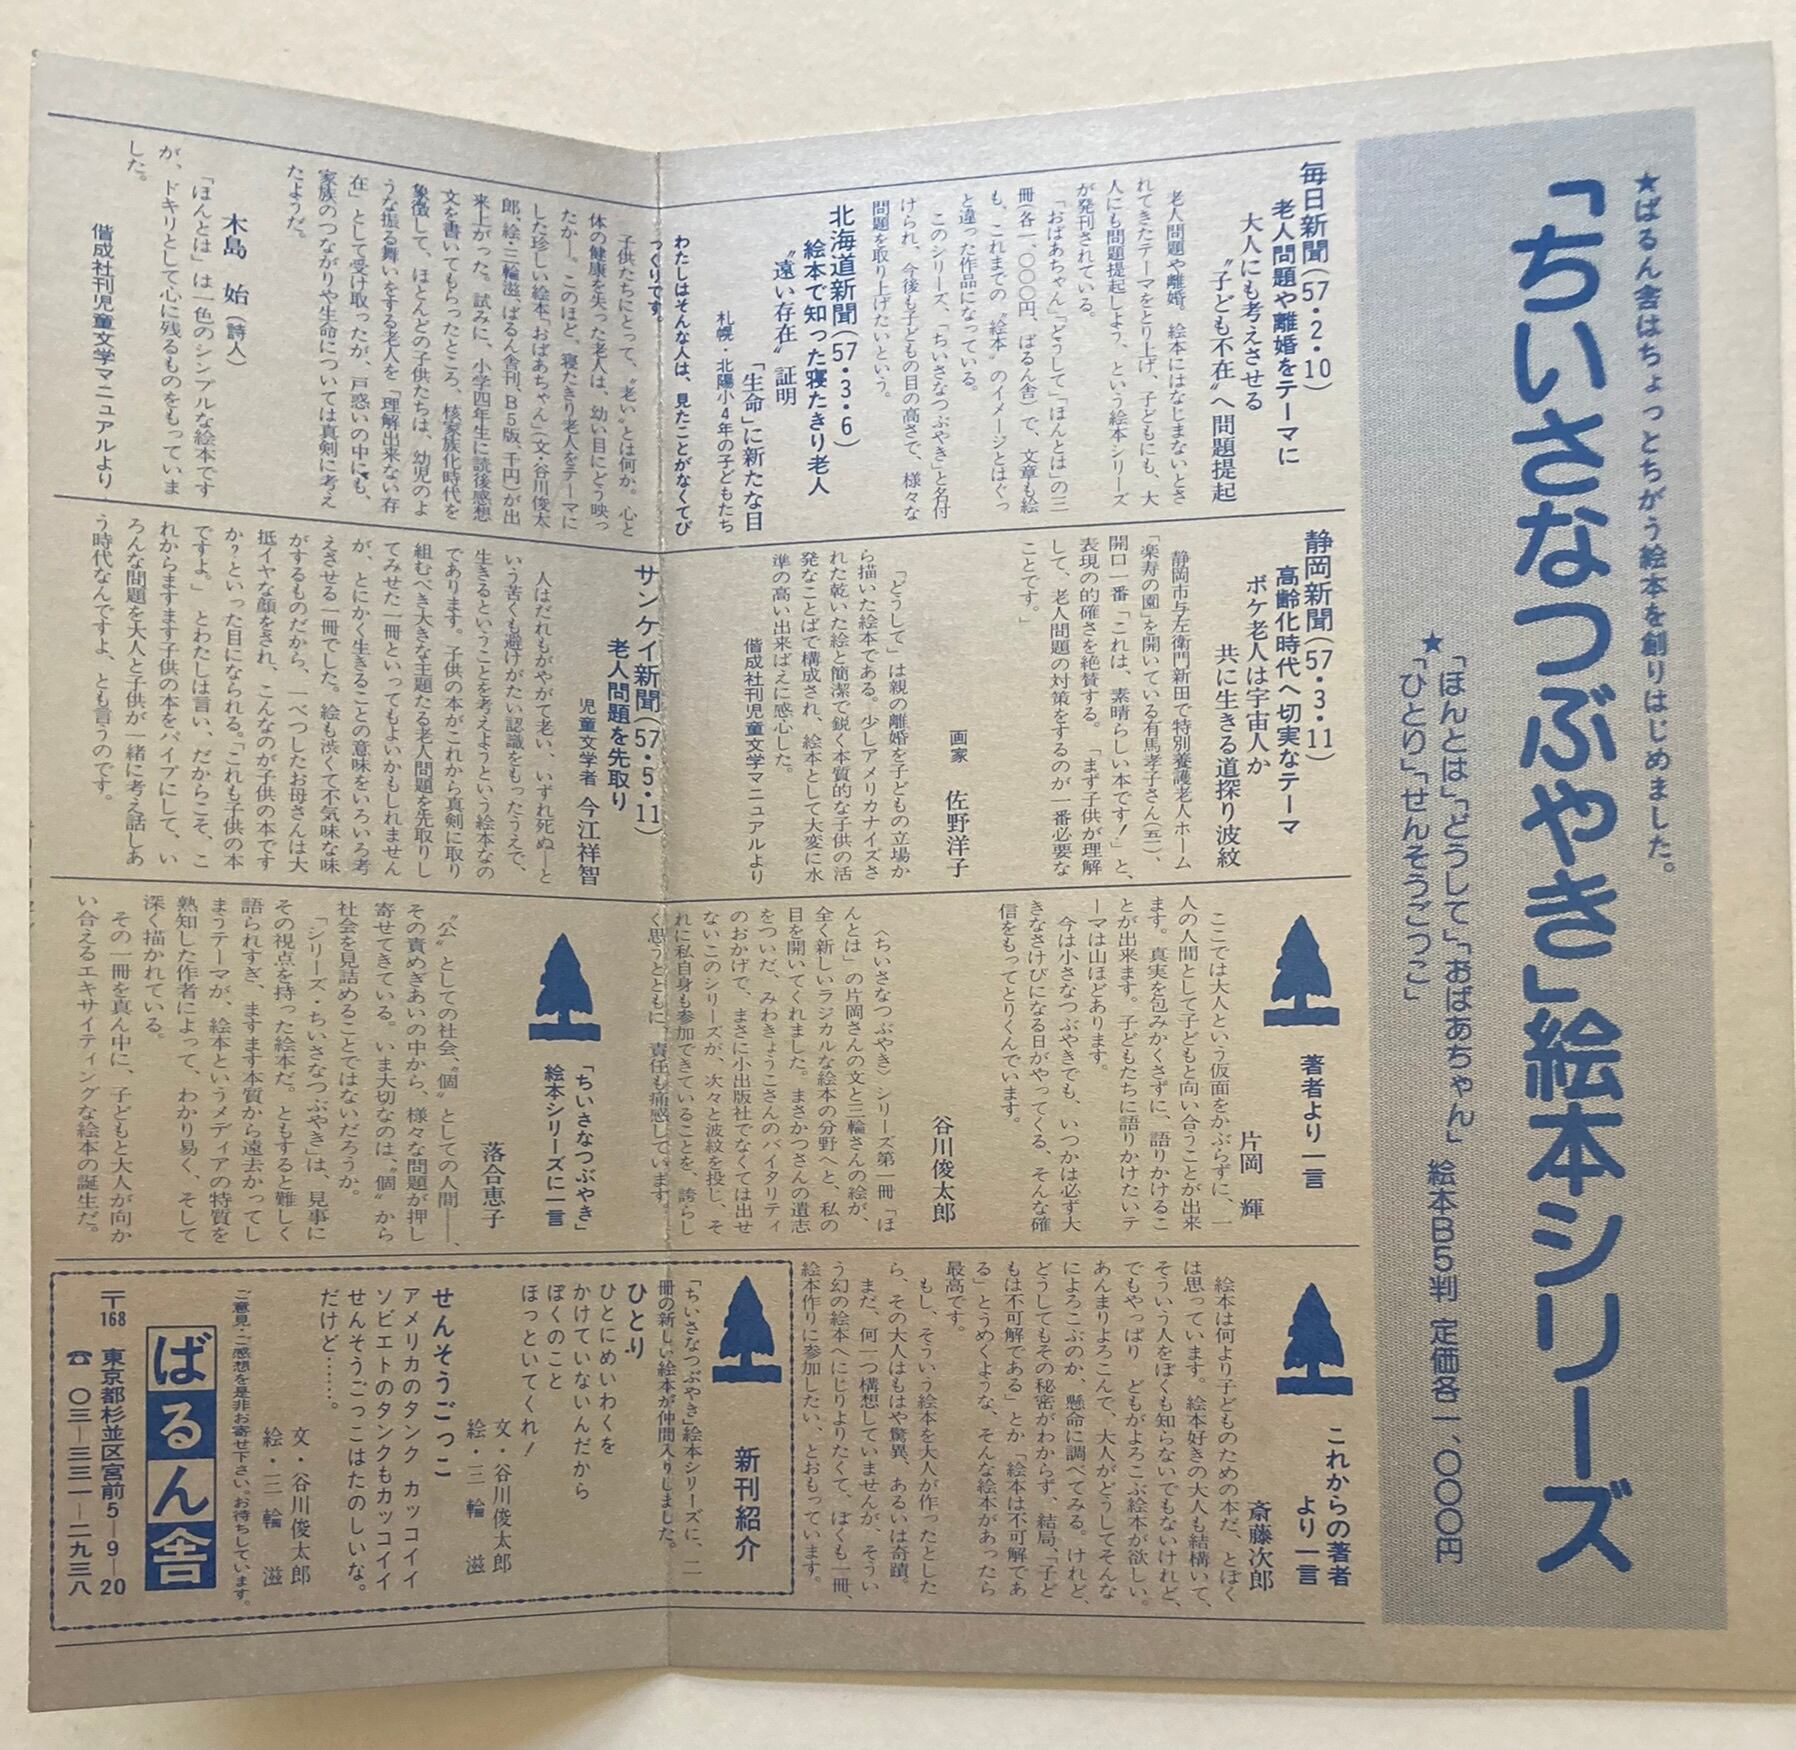 ★ばるん舎はちょっとちがう絵本を創りはじめました。
「ちいさなつぶやき」絵本シリーズ
★「ほんとは」「どうして」「おばあちゃん」
「ひとり」「せんそうごっこ」
絵本B5判 定価各一、〇〇〇円
毎日新聞(57・2・10)
老人問題や離婚をテーマに
大人にも考えさせる
〝子ども不在〟へ問題提起
老人問題や離婚。絵本にはなじまないとさ
れてきたテーマをとり上げ、子どもにも、大
人にも問題提起しよう、という絵本シリーズ
が発刊されている。
「おばあちゃん」「どうして」「ほんとは」の三
冊(各一、〇〇〇円、ばるん舎)で、文章も絵
も、これまでの〝絵本〟のイメージとはぐっ
と違った作品になっている。
このシリーズ、「ちいさなつぶやき」と名付
けられ、今後も子どもの目の高さで、様々な
問題を取り上げたいという。
北海道新聞(57・3・6)
絵本で知った寝たきり老人
〝遠い存在〟証明
「生命」に新たな目
札幌・北陽小4年の子どもたち
わたしはそんな人は、見たことがなくてび
っくりです。
子供たちにとって、〝老い〟とは何か。心と
体の健康を失った老人は、幼い目にどう映っ
たか―。このほど、寝たきり老人をテーマに
した珍しい絵本「おばあちゃん」(文・谷川俊太
郎、絵・三輪滋、ばるん舎刊、B5版、千円)が出
来上がった。試みに、小学四年生に読後感想
文を書いてもらったところ、核家族化時代を
象徴して、ほとんどの子供たちは、幼児のよ
うな振る舞いをする老人を「理解出来ない存
在」として受け取ったが、戸惑いの中にも、
家族のつながりや生命については真剣に考え
たようだ。
木島 始(詩人)
「ほんとは」は一色のシンプルな絵本です
が、ドキリとして心に残るものをもっていま
した。
偕成社刊児童文学マニュアルより
静岡新聞(57・3・11)
高齢化時代へ切実なテーマ
ボケ老人は宇宙人か
共に生きる道探り波紋
静岡市与左衛門新田で特別養護老人ホーム
「楽寿の園」を開いている有馬孝子さん(五一)、
開口一番「これは、素晴らしい本です!」と、
表現の的確さを絶賛する。「まず子供が理解
して、老人問題の対策をするのが一番必要な
ことです。」
画家 佐野洋子
「どうして」は親の離婚を子どもの立場か
ら描いた絵本である。少しアメリカナイズさ
れた乾いた絵と簡潔で鋭く本質的な子供の活
発なことばで構成され、絵本として大変に水
準の高い出来ばえに感心した。
偕成社刊児童文学マニュアルより
サンケイ新聞(57・5・11)
老人問題を先取り
児童文学者 今江祥智
人はだれもがやがて老い、いずれ死ぬ―と
いう苦くも避けがたい認識をもったうえで、
生きるということを考えようという絵本なの
であります。子供の本がこれから真剣に取り
組むべき大きな主題たる老人問題を先取りし
てみせた一冊といってもよいかもしれません
が、とにかく生きることの意味をいろいろ考
えさせる一冊でした。絵も渋くて不気味な味
がするものだから、一べつしたお母さんは大
抵イヤな顔をされ、こんなのが子供の本です
か?といった目になられる。「これも子供の本
ですよ。」とわたしは言い、だからこそ、こ
れからますます子供の本をパイプにして、い
ろんな問題を大人と子供が一緒に考え話しあ
う時代なんですよ、とも言うのです。
著者より一言
片岡 輝
ここでは大人という仮面をかぶらずに、一
人の人間として子どもと向い合うことが出来
ます。真実を包みかくさずに、語りかけるこ
とが出来ます。子どもたちに語りかけたいテ
ーマは山ほどあります。
今は小さなつぶやきでも、いつかは必ず大
きなさけびになる日がやってくる、そんな確
信をもってとりくんでいます。
谷川俊太郎
〈ちいさなつぶやき〉シリーズ第一冊「ほ
んとは」の片岡さんの文と三輪さんの絵が、
全く新しいラジカルな絵本の分野へと、私の
目を開いてくれました。まさかつさんの遺志
をついだ、みわきょうこさんのバイタリティ
のおかげで、まさに小出版社でなくては出せ
ないこのシリーズが、次々と波紋を投じ、そ
れに私自身も参加できていることを、誇らし
く思うとともに、責任も痛感しています。
「ちいさなつぶやき」
絵本シリーズに一言
落合恵子
〝公〟としての社会、〝個〟としての人間――、
その責めぎあいの中から、様々な問題が押し
寄せてきている。いま大切なのは、〝個〟から
社会を見詰めることではないだろうか。
「シリーズ・ちいさなつぶやき」は、見事に
その視点を持った絵本だ。ともすると難しく
語られすぎ、ますます本質から遠去かってし
まうテーマが、絵本というメディアの特質を
熟知した作者によって、わかり易く、そして
深く描かれている。
その一冊を真ん中に、子どもと大人が向か
い合えるエキサイティングな絵本の誕生だ。
これからの著者
より一言
斎藤次郎
絵本は何より子どものための本だ、とぼく
は思っています。絵本好きの大人も結構いて、
そういう人をぼくも知らないでもないけれど、
でもやっぱり、どもがよろこぶ絵本が欲しい。
あんまりよろこんで、大人がどうしてそんな
によろこぶのか、懸命に調べてみる。けれど、
どうしてもその秘密がわからず、結局、「子ど
もは不可解である」とか「絵本は不可解であ
る」とうめくような、そんな絵本があったら
最高です。
もし、そういう絵本を大人が作ったとした
ら、その大人はもはや驚異、あるいは奇蹟。
また、何一つ構想していませんが、そうい
う幻の絵本へにじりよりたくて、ぼくも一冊、
絵本作りに参加したい、とおもっています。
新刊紹介
「ちいさなつぶやき」絵本シリーズに、二
冊の新しい絵本が仲間入りしました。
ひとり
ひとにめいわくを
かけていないんだから
ぼくのこと
ほっといてくれ!
文・谷川俊太郎
絵・三輪 滋
せんそうごっこ
アメリカのタンク カッコイイ
ソビエトのタンクもカッコイイ
せんそうごっこはたのしいな。
だけど……。
文・谷川俊太郎
絵・三輪 滋
ご意見・ご感想を是非お寄せ下さい。お待ちしています。
ばるん舎
〒168 東京都杉並区宮前5―9―20
☎〇三―三三一―二九三八